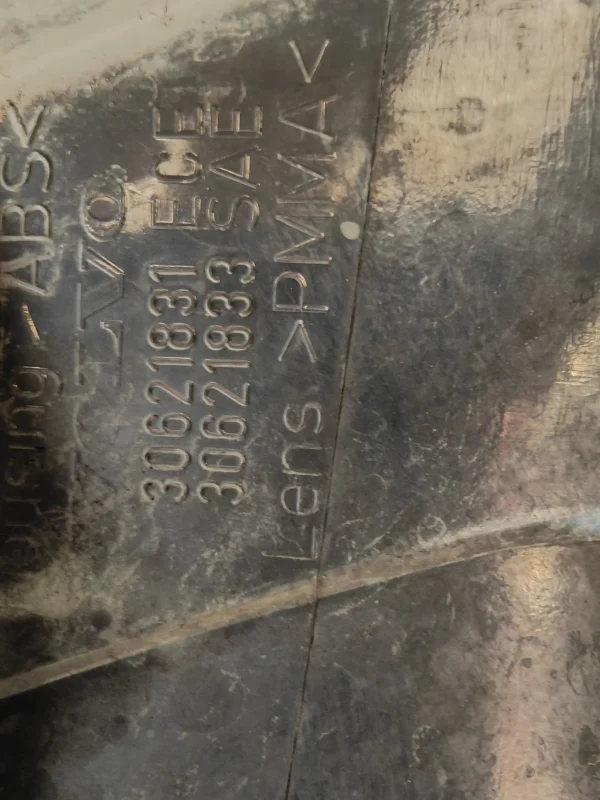 >ABS<
30621831 ECE
30621833 SAE
Lens >PMMA<